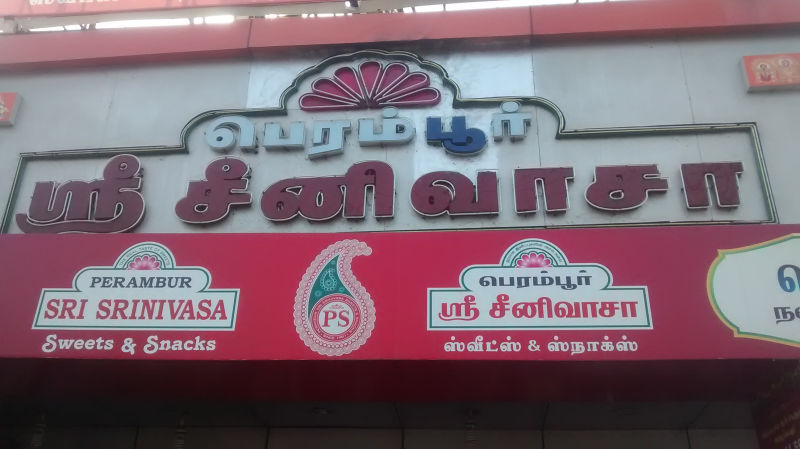 பெரம்பூர்
ஸ்ரீ சீனிவாசா
PERAMBUR
SRI SRINIVASA
Sweets & Snacks
PS
பெரம்பூர்
ஸ்ரீ சீனிவாசா
ஸ்வீட்ஸ் & ஸ்நாக்ஸ்